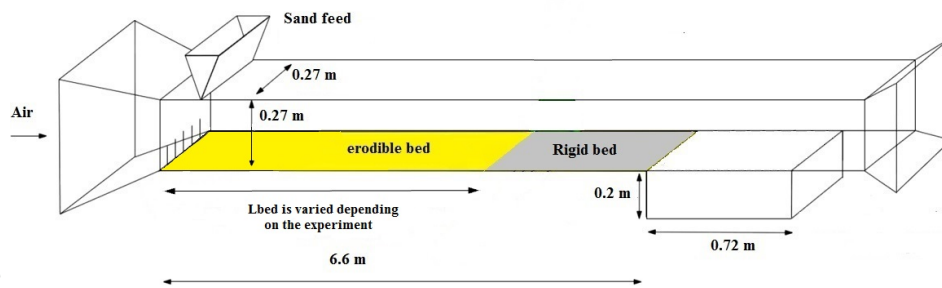 Sand feed
0.27 m
Air
0.27 m
erodible bed
Rigid bed
0.2 m
Lbed is varied depending
on the experiment
0.72 m
6.6 m